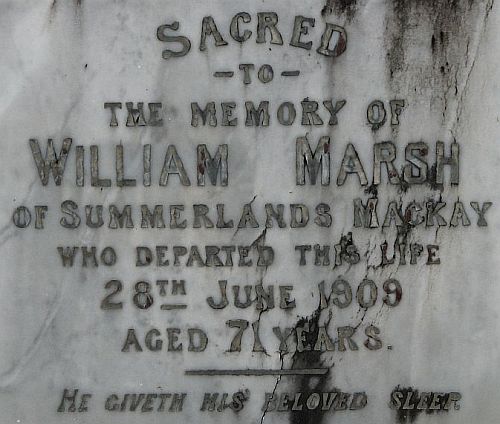 SACRED
– TO –
THE MEMORY OF
WILLIAM MARSH
OF SUMMERLANDS MACKAY
WHO DEPARTED THIS LIFE
28TH JUNE 1909
AGED 71 YEARS.
HE GIVETH HIS BELOVED SLEEP